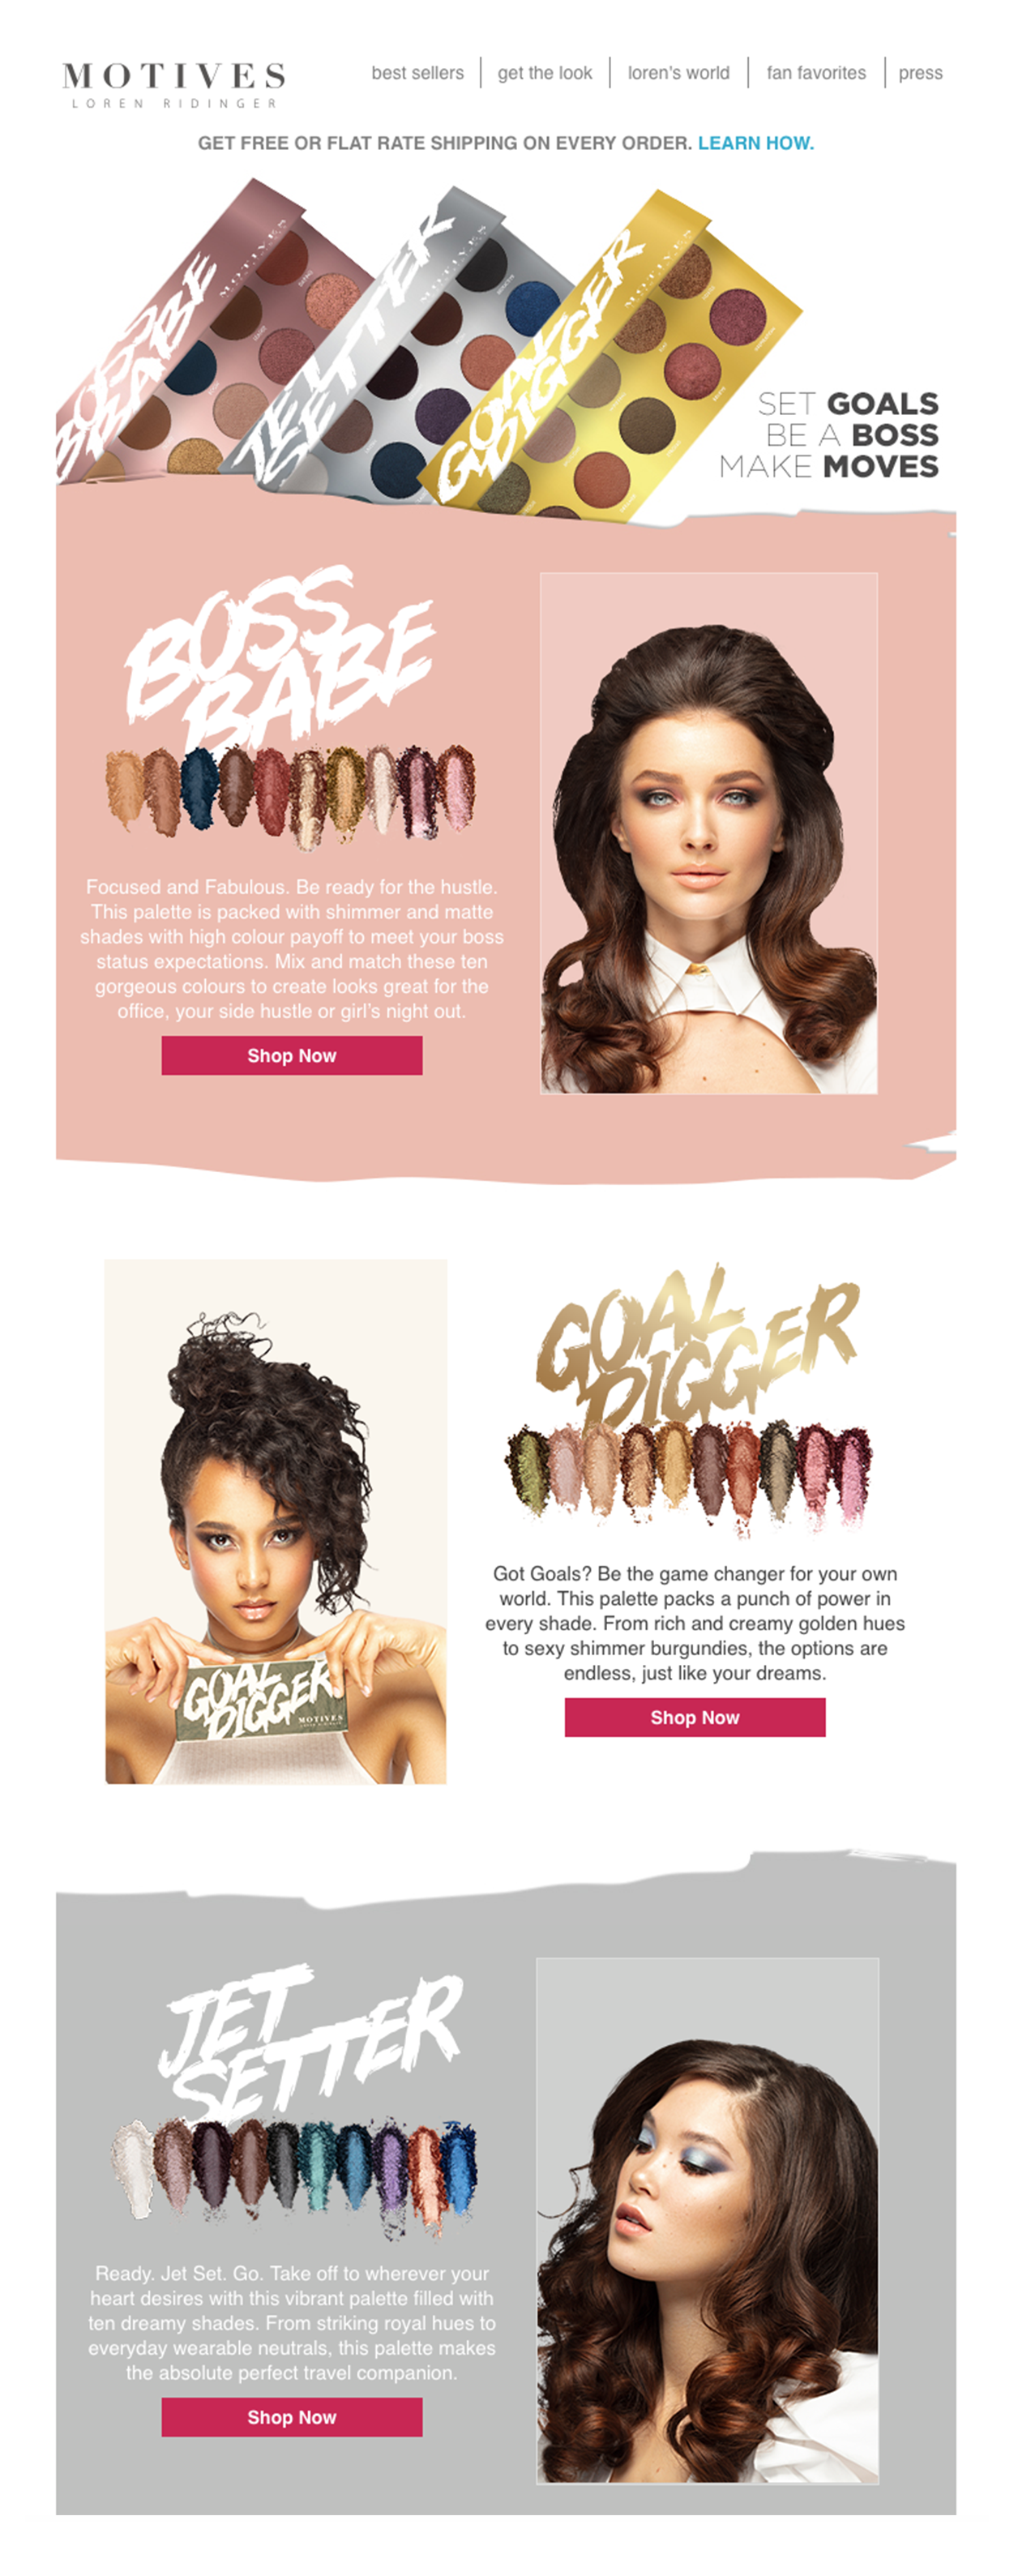 MOTIVES
LOREN RIDINGER
best sellers
get the look
loren's world
fan favorites
press
GET FREE OR FLAT RATE SHIPPING ON EVERY ORDER. LEARN HOW.
BOSS
BABE
MOTIVES
JET
SETTER
MOTIVES
GOAL
DIGGER
MOTIVES
SET GOALS
BE A BOSS
MAKE MOVES
BOSS
BABE
Focused and Fabulous. Be ready for the hustle.
This palette is packed with shimmer and matte
shades with high colour payoff to meet your boss
status expectations. Mix and match these ten
gorgeous colours to create looks great for the
office, your side hustle or girl's night out.
Shop Now
GOAL
DIGGER
GOAL
DIGGER
MOTIVES
Got Goals? Be the game changer for your own
world. This palette packs a punch of power in
every shade. From rich and creamy golden hues
to sexy shimmer burgundies, the options are
endless, just like your dreams.
Shop Now
JET
SETTER
Ready. Jet Set. Go. Take off to wherever your
heart desires with this vibrant palette filled with
ten dreamy shades. From striking royal hues to
everyday wearable neutrals, this palette makes
the absolute perfect travel companion.
Shop Now